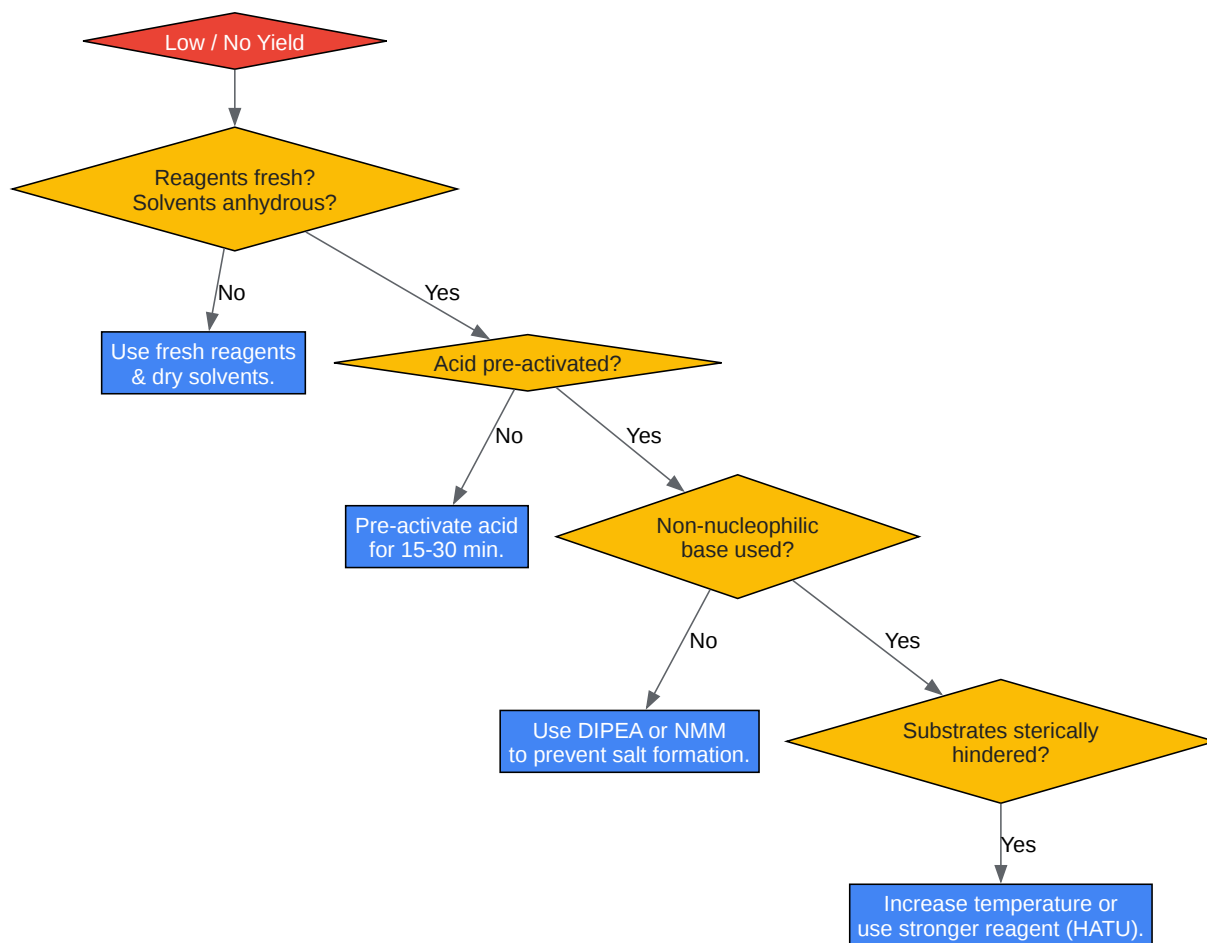 Low / No Yield
Reagents fresh?
Solvents anhydrous?
No
Yes
Use fresh reagents
& dry solvents.
Acid pre-activated?
No
Yes
Pre-activate acid
for 15-30 min.
Non-nucleophilic
base used?
No
Yes
Use DIPEA or NMM
to prevent salt formation.
Substrates sterically
hindered?
Yes
Increase temperature or
use stronger reagent (HATU).